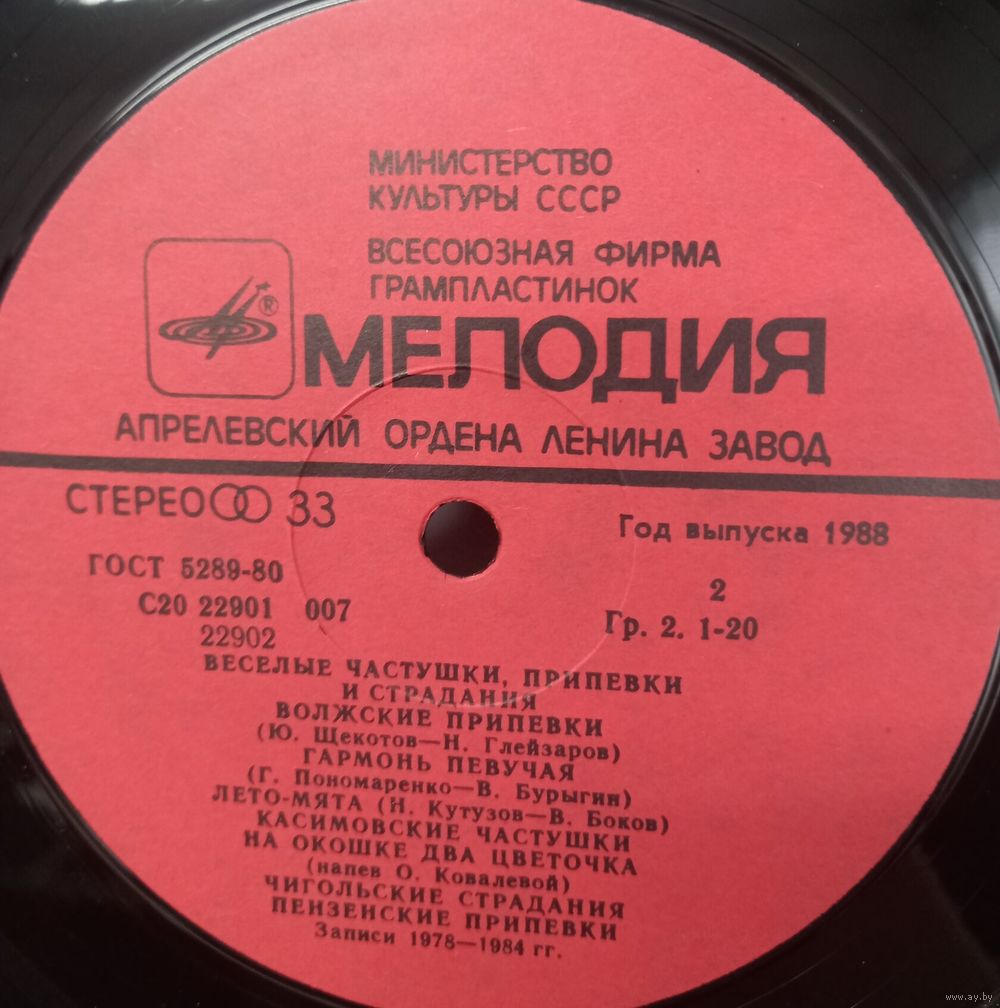 МИНИСТЕРСТВО
КУЛЬТУРЫ СССР
ВСЕСОЮЗНАЯ ФИРМА
ГРАМПЛАСТИНОК
®
МЕЛОДИЯ
АПРЕЛЕВСКИЙ ОРДЕНА ЛЕНИНА ЗАВОД
СТЕРЕО 33
Год выпуска 1988
ГОСТ 5289-80
С20 22901 007
22902
2
Гр. 2. 1-20
ВЕСЕЛЫЕ ЧАСТУШКИ, ПРИПЕВКИ
И СТРАДАНИЯ
ВОЛЖСКИЕ ПРИПЕВКИ
(Ю. Щекотов—Н. Глейзаров)
ГАРМОНЬ ПЕВУЧАЯ
(Г. Пономаренко—В. Бурыгин)
ЛЕТО-МЯТА (Н. Кутузов—В. Боков)
КАСИМОВСКИЕ ЧАСТУШКИ
НА ОКОШКЕ ДВА ЦВЕТОЧКА
(напев О. Ковалевой)
ЧИГОЛЬСКИЕ СТРАДАНИЯ
ПЕНЗЕНСКИЕ ПРИПЕВКИ
Записи 1978—1984 гг.
www.ay.by